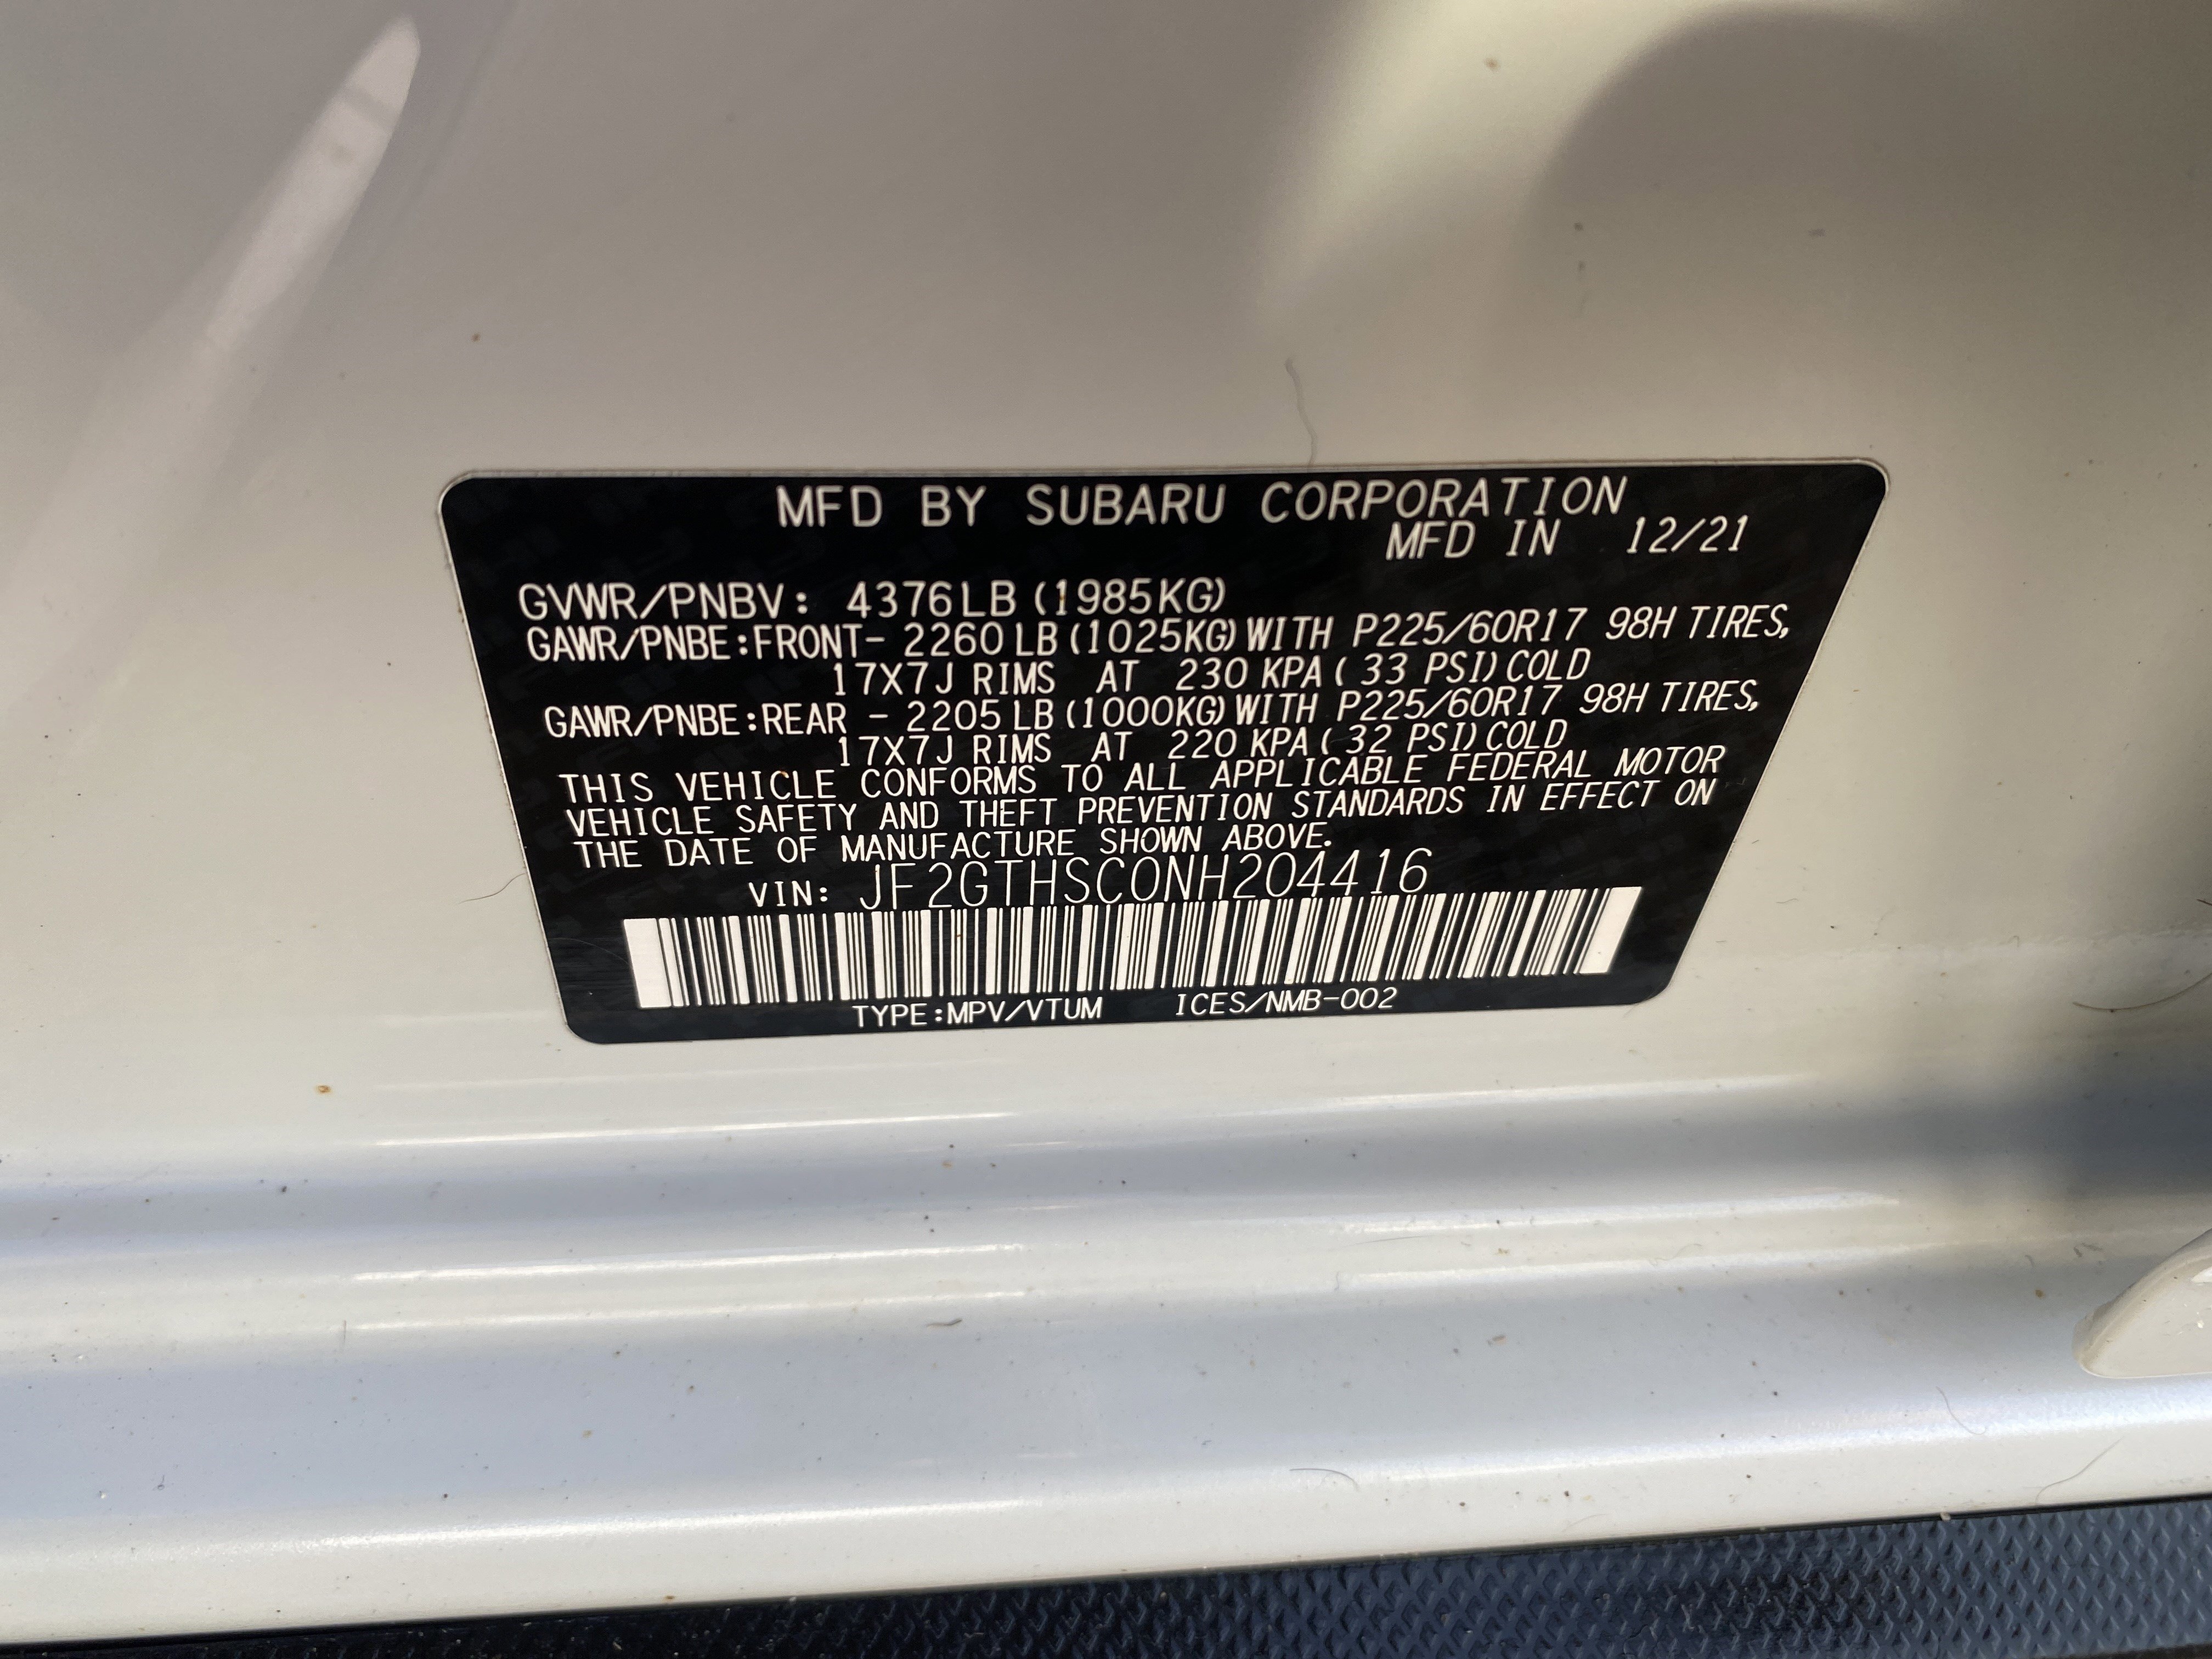 MFD BY SUBARU CORPORATION
MFD IN 12/21
GVWR/PNBV: 4376LB (1985KG)
GAWR/PNBE:FRONT- 2260 LB (1025KG) WITH P225/60R17 98H TIRES,
17X7J RIMS AT 230 KPA ( 33 PSI) COLD
GAWR/PNBE:REAR - 2205 LB (1000KG) WITH P225/60R17 98H TIRES,
17X7J RIMS AT 220 KPA ( 32 PSI) COLD
THIS VEHICLE CONFORMS TO ALL APPLICABLE FEDERAL MOTOR
VEHICLE SAFETY AND THEFT PREVENTION STANDARDS IN EFFECT ON
THE DATE OF MANUFACTURE SHOWN ABOVE.
VIN: JF2GTHSC0NH204416
TYPE:MPV/VTUM ICES/NMB-002